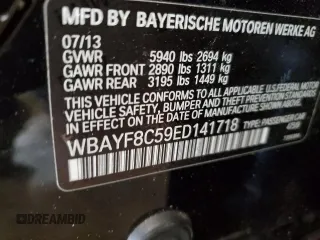 MFD BY BAYERISCHE MOTOREN WERKE AG
07/13
GVWR 5940 lbs 2694 kg
GAWR FRONT 2890 lbs 1311 kg
GAWR REAR 3195 lbs 1449 kg
THIS VEHICLE CONFORMS TO ALL APPLICABLE
FEDERAL MOTOR VEHICLE
SAFETY, BUMPER, AND THEFT
PREVENTION STANDARDS
IN EFFECT ON THE DATE OF
MANUFACTURE SHOWN ABOVE.
WBAYF8C59ED141718 TYPE: PASSENGER CAR
DREAMBID